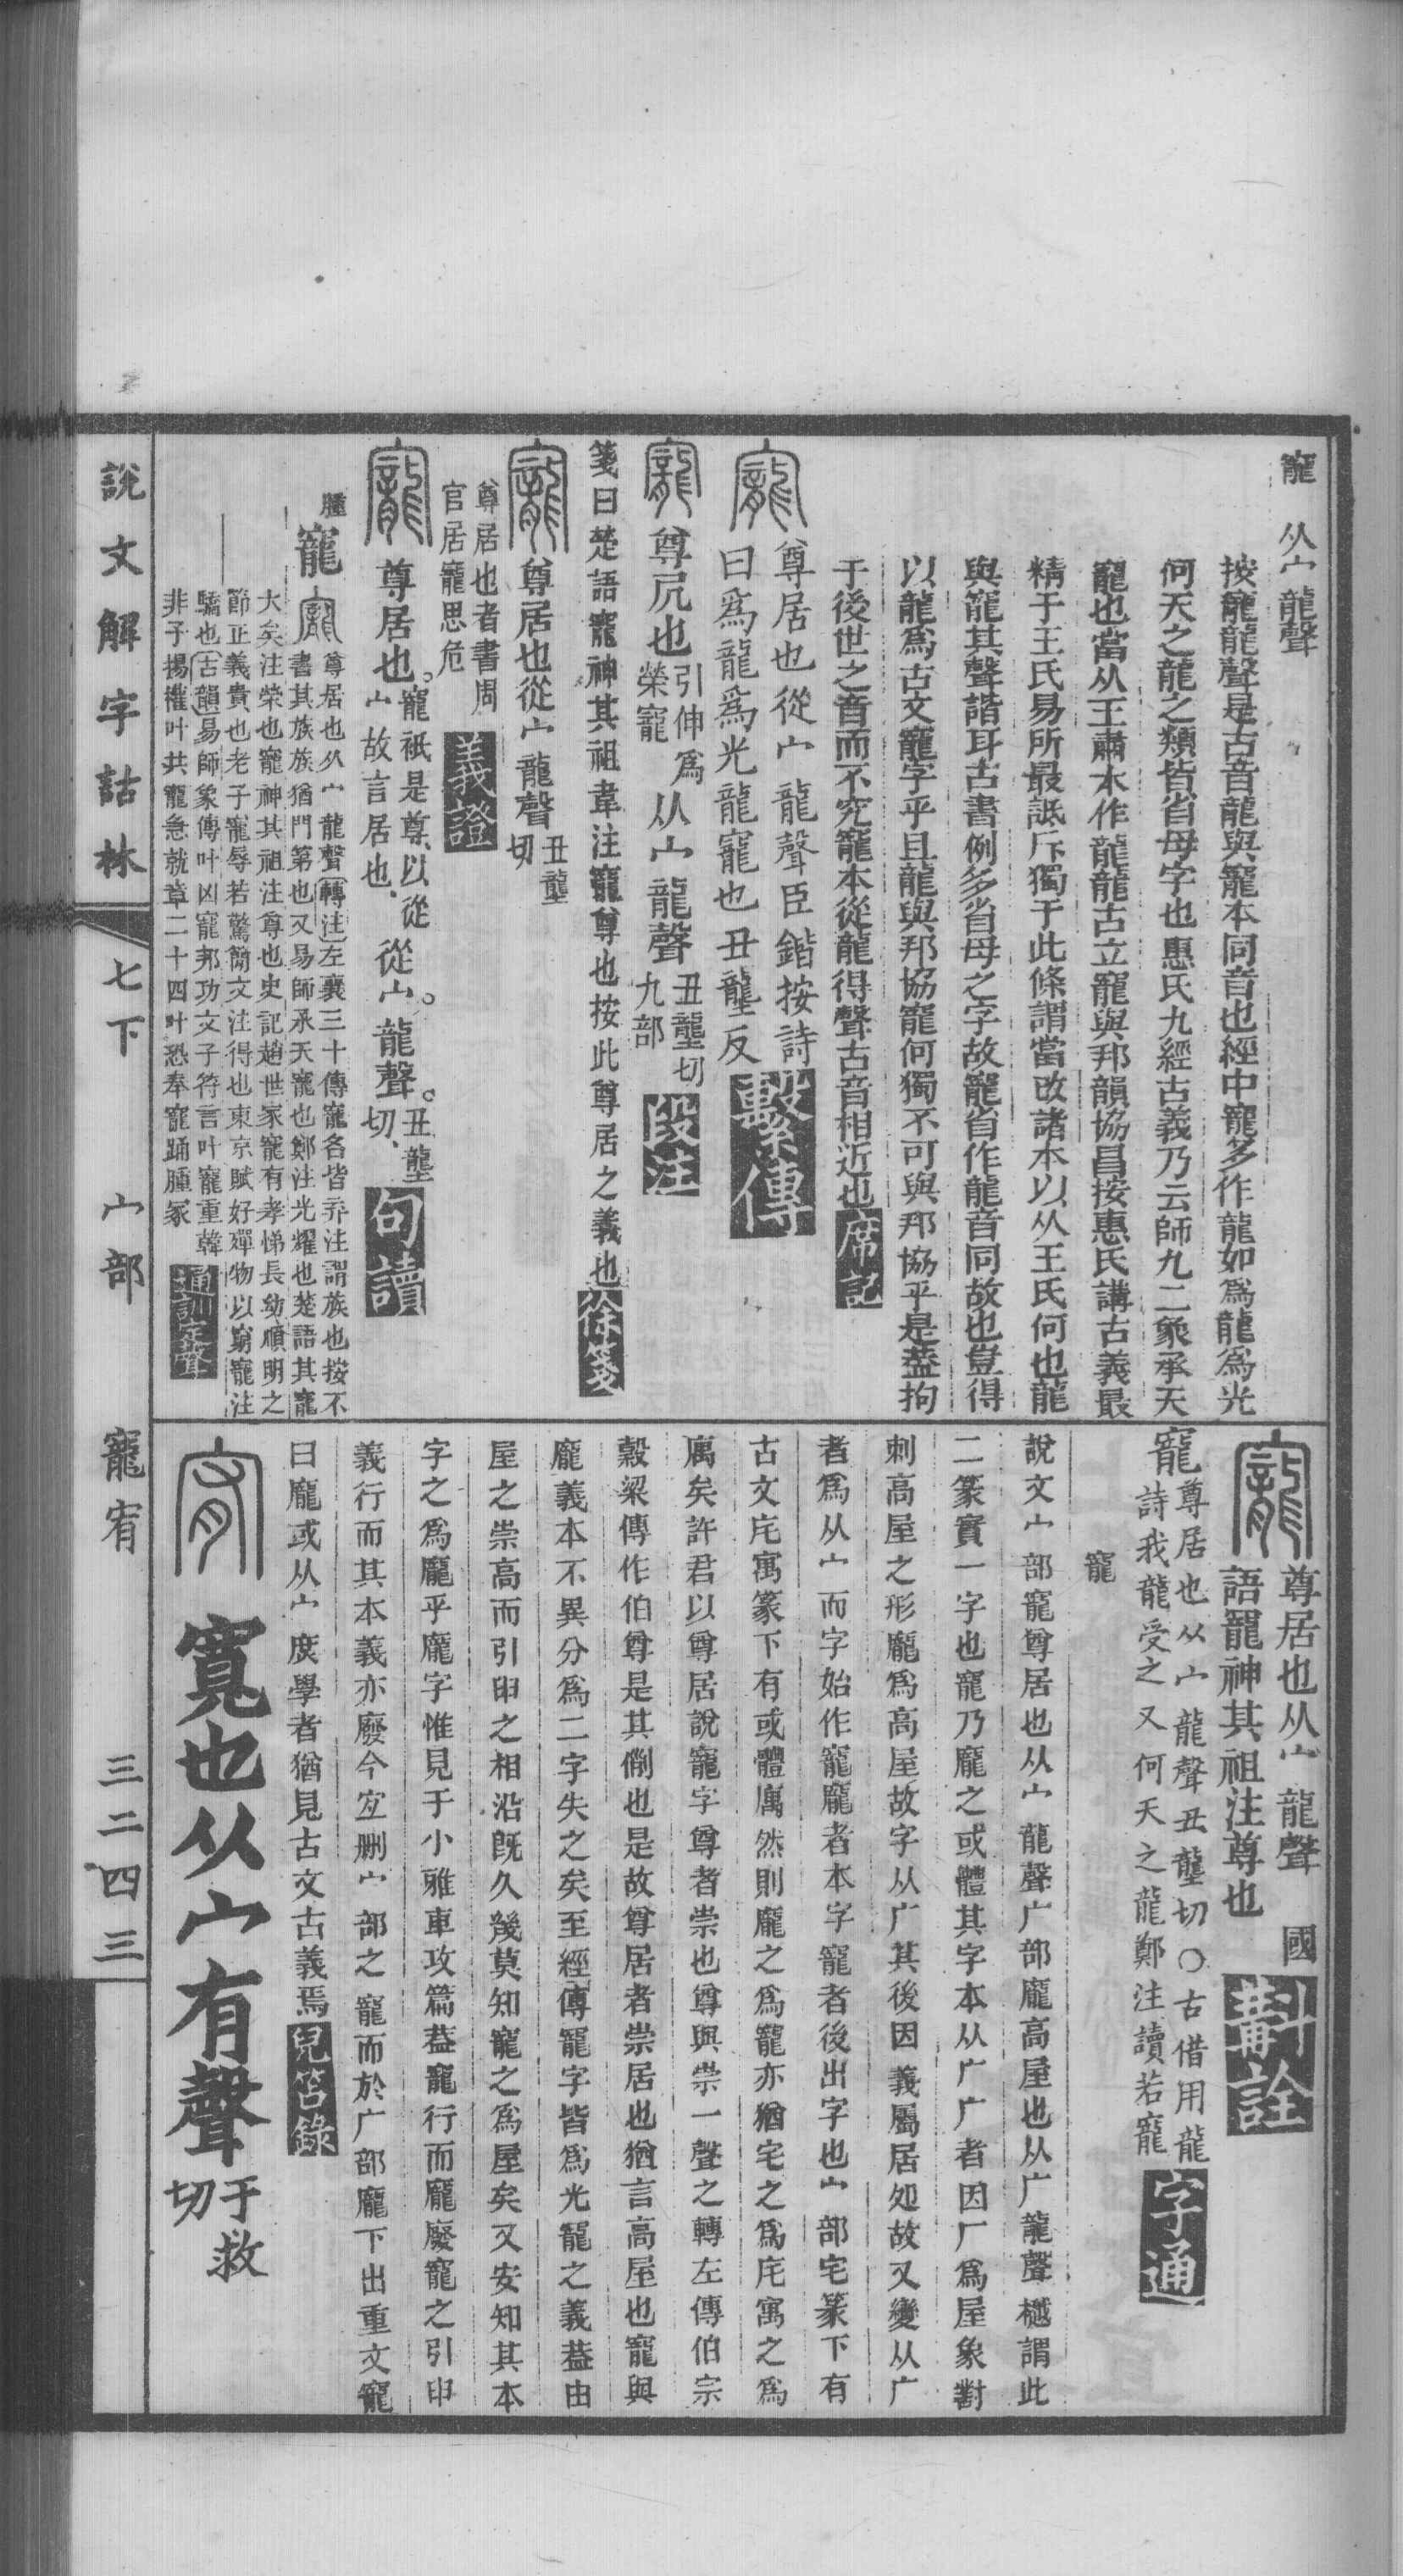 寵 从宀龍聲
按寵龍聲是古音龍與寵本同音也經中寵多作龍如爲龍爲光
何天之龍之類皆省母字也惠氏九經古義乃云師九二象承天
寵也當从王肅本作龍龍古立寵與邦韻協昌按惠氏講古義最
精于王氏易所最詆斥獨于此條謂當改諸本以从王氏何也龍
與寵其聲諧耳古書例多省母之字故寵省作龍音同故也豈得
以龍爲古文寵字乎且龍與邦協寵何獨不可與邦協乎是葢拘
于後世之音而不究寵本從龍得聲古音相近也席記
寵 尊居也從宀龍聲臣鍇按詩
曰爲龍爲光龍寵也丑壟反 繫傳
寵 尊凥也引伸爲榮寵从宀龍聲丑壟切九部 段注
箋曰楚語寵神其祖韋注寵尊也按此尊居之義也徐箋
寵 尊居也從宀龍聲丑壟切
尊居也者書周
官居寵思危 義證
寵 尊居也。寵祇是尊以從宀故言居也從宀。龍聲。丑壟切 句讀
腫
寵 寵 尊居也从宀龍聲(轉注)左襄三十傳寵名皆弃注謂族也按不
書其族族猶門第也又易師承天寵也鄭注光耀也楚語其寵
大矣注榮也寵神其祖注尊也史記趙世家寵有孝悌長幼順明之
節正義貴也老子寵辱若驚簡文注得也東京賦好殫物以窮寵注
驕也(古韻)易師象傳叶凶寵邦功文子符言叶寵重韓
非子揚權叶共寵急就章二十四叶恐奉寵踊腫冢 通訓定聲
寵 尊居也从宀龍聲 國
語寵神其祖注尊也 斠詮
寵 尊居也从宀龍聲丑壟切〇古借用龍
詩我龍受之又何天之龍鄭注讀若寵 字通
寵
說文宀部寵尊居也从宀龍聲广部龐高屋也从广龍聲樾謂此
二篆實一字也寵乃龐之或體其字本从广广者因厂爲屋象對
刺高屋之形龐爲高屋故字从广其後因義屬居処故又變从广
者爲从宀而字始作寵龐者本字寵者後出字也宀部宅篆下有
古文㡯寓篆下有或體庽然則龐之爲寵亦猶宅之爲㡯寓之爲
庽矣許君以尊居說寵字尊者崇也尊與崇一聲之轉左傳伯宗
穀梁傳作伯尊是其例也是故尊居者崇居也猶言高屋也寵與
龐義本不異分爲二字失之矣至經傳寵字皆爲光寵之義葢由
屋之崇高而引申之相沿旣久幾莫知寵之爲屋矣又安知其本
字之爲龐乎龐字惟見于小雅車攻篇葢寵行而龐廢寵之引申
義行而其本義亦廢今宜刪宀部之寵而於广部龐下出重文寵
曰龐或从宀庶學者猶見古文古義焉兒笘錄
宥 寬也从宀有聲于救切
說文解字詁林 七下 宀部 寵宥 三二四三